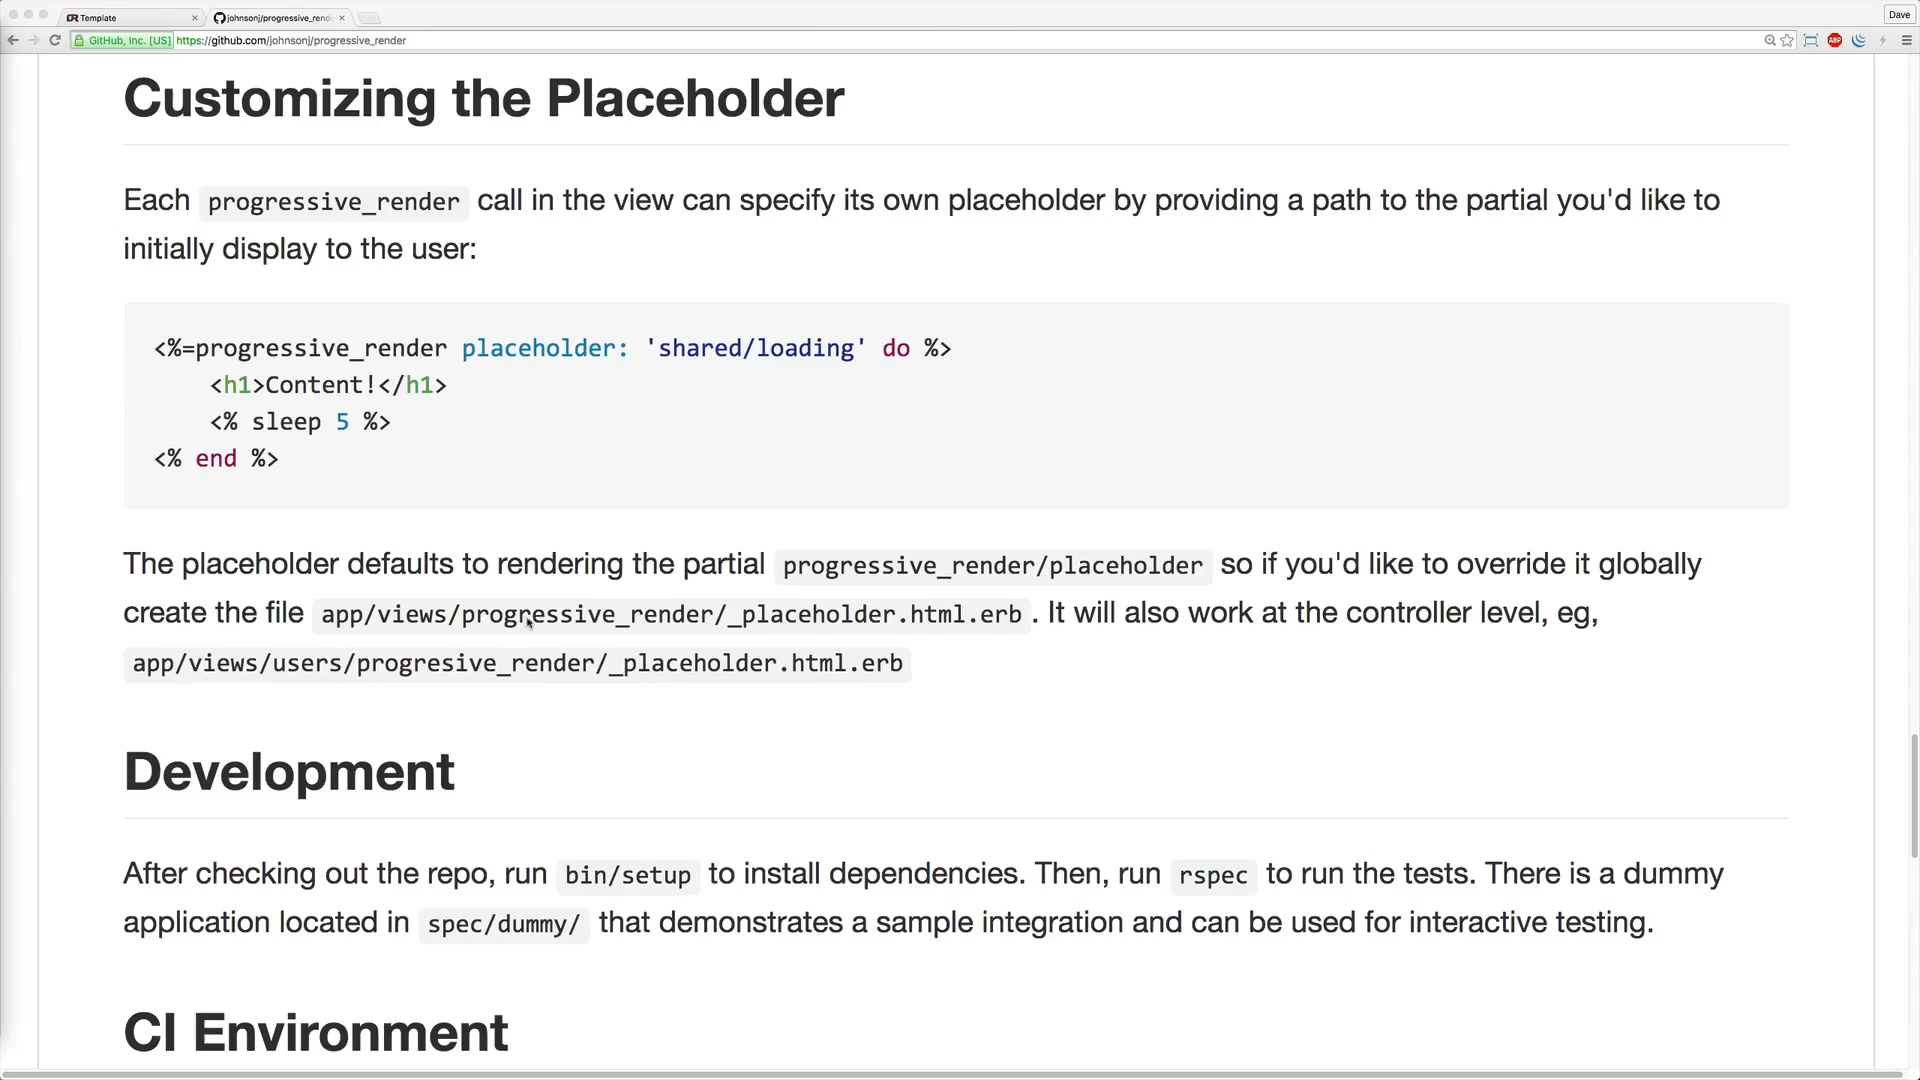 Template
johnsonj/progressive_rende
Dave
GitHub, Inc. [US] https://github.com/johnsonj/progressive_render
ABP
Customizing the Placeholder
Each progressive_render call in the view can specify its own placeholder by providing a path to the partial you'd like to
initially display to the user:
<%=progressive_render placeholder: 'shared/loading' do %>
<h1>Content!</h1>
<% sleep 5 %>
<% end %>
The placeholder defaults to rendering the partial progressive_render/placeholder so if you'd like to override it globally
create the file app/views/progressive_render/_placeholder.html.erb . It will also work at the controller level, eg,
app/views/users/progresive_render/_placeholder.html.erb
Development
After checking out the repo, run bin/setup to install dependencies. Then, run rspec to run the tests. There is a dummy
application located in spec/dummy/ that demonstrates a sample integration and can be used for interactive testing.
CI Environment